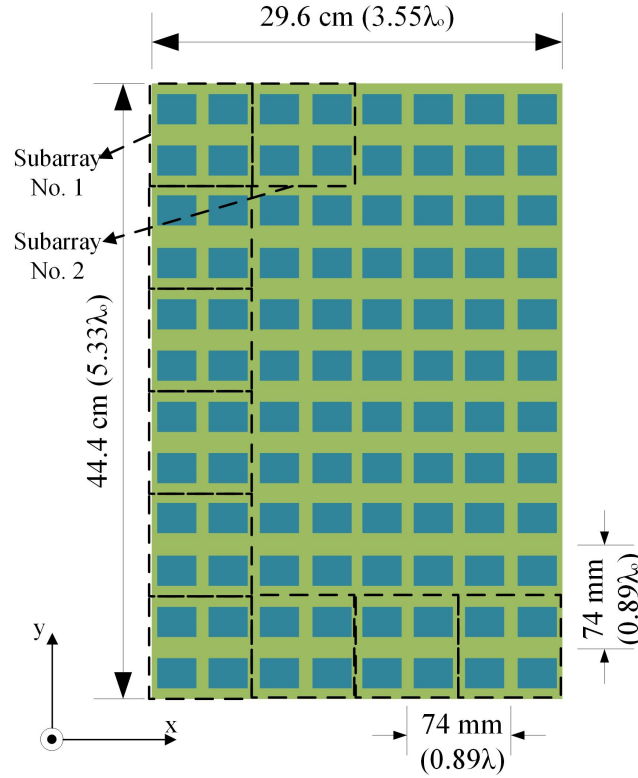 29.6 cm (3.55λₒ)
Subarray
No. 1
Subarray
No. 2
44.4 cm (5.33λₒ)
74 mm
(0.89λₒ)
y
x
74 mm
(0.89λ)